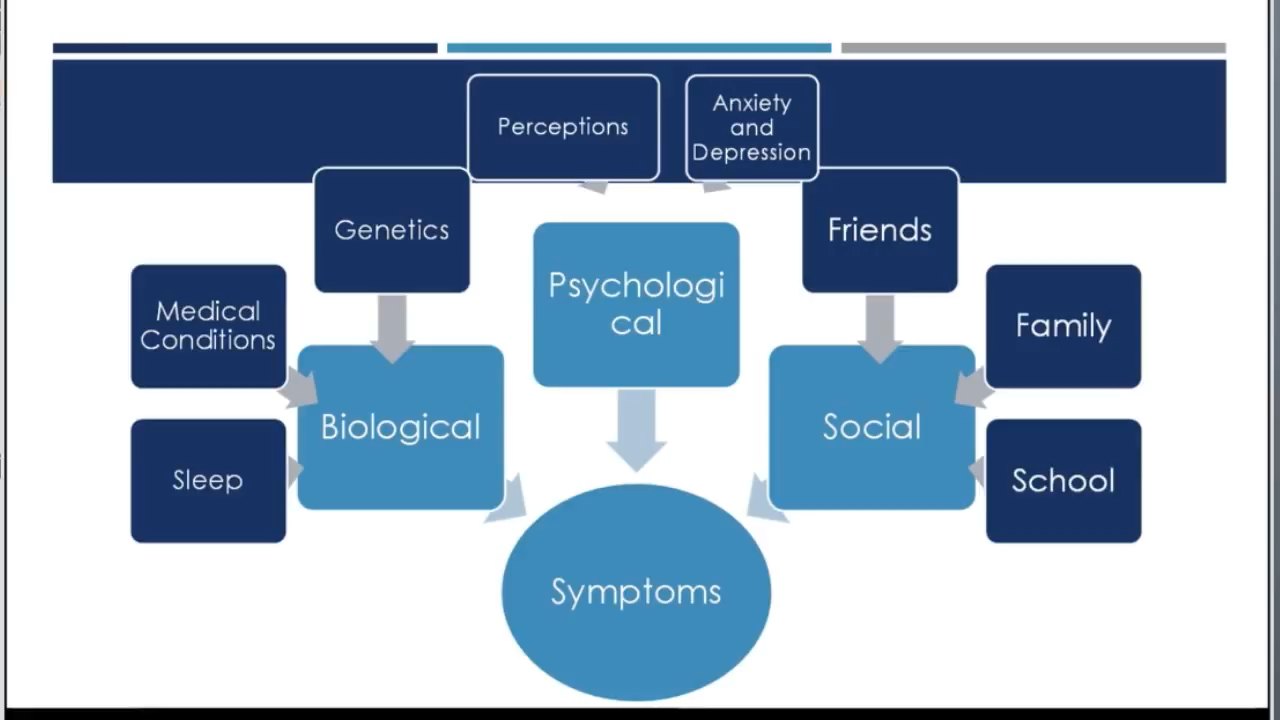 Perceptions
Anxiety
and
Depression
Genetics
Friends
Psychologi
cal
Medical
Conditions
Family
Biological
Social
Sleep
School
Symptoms